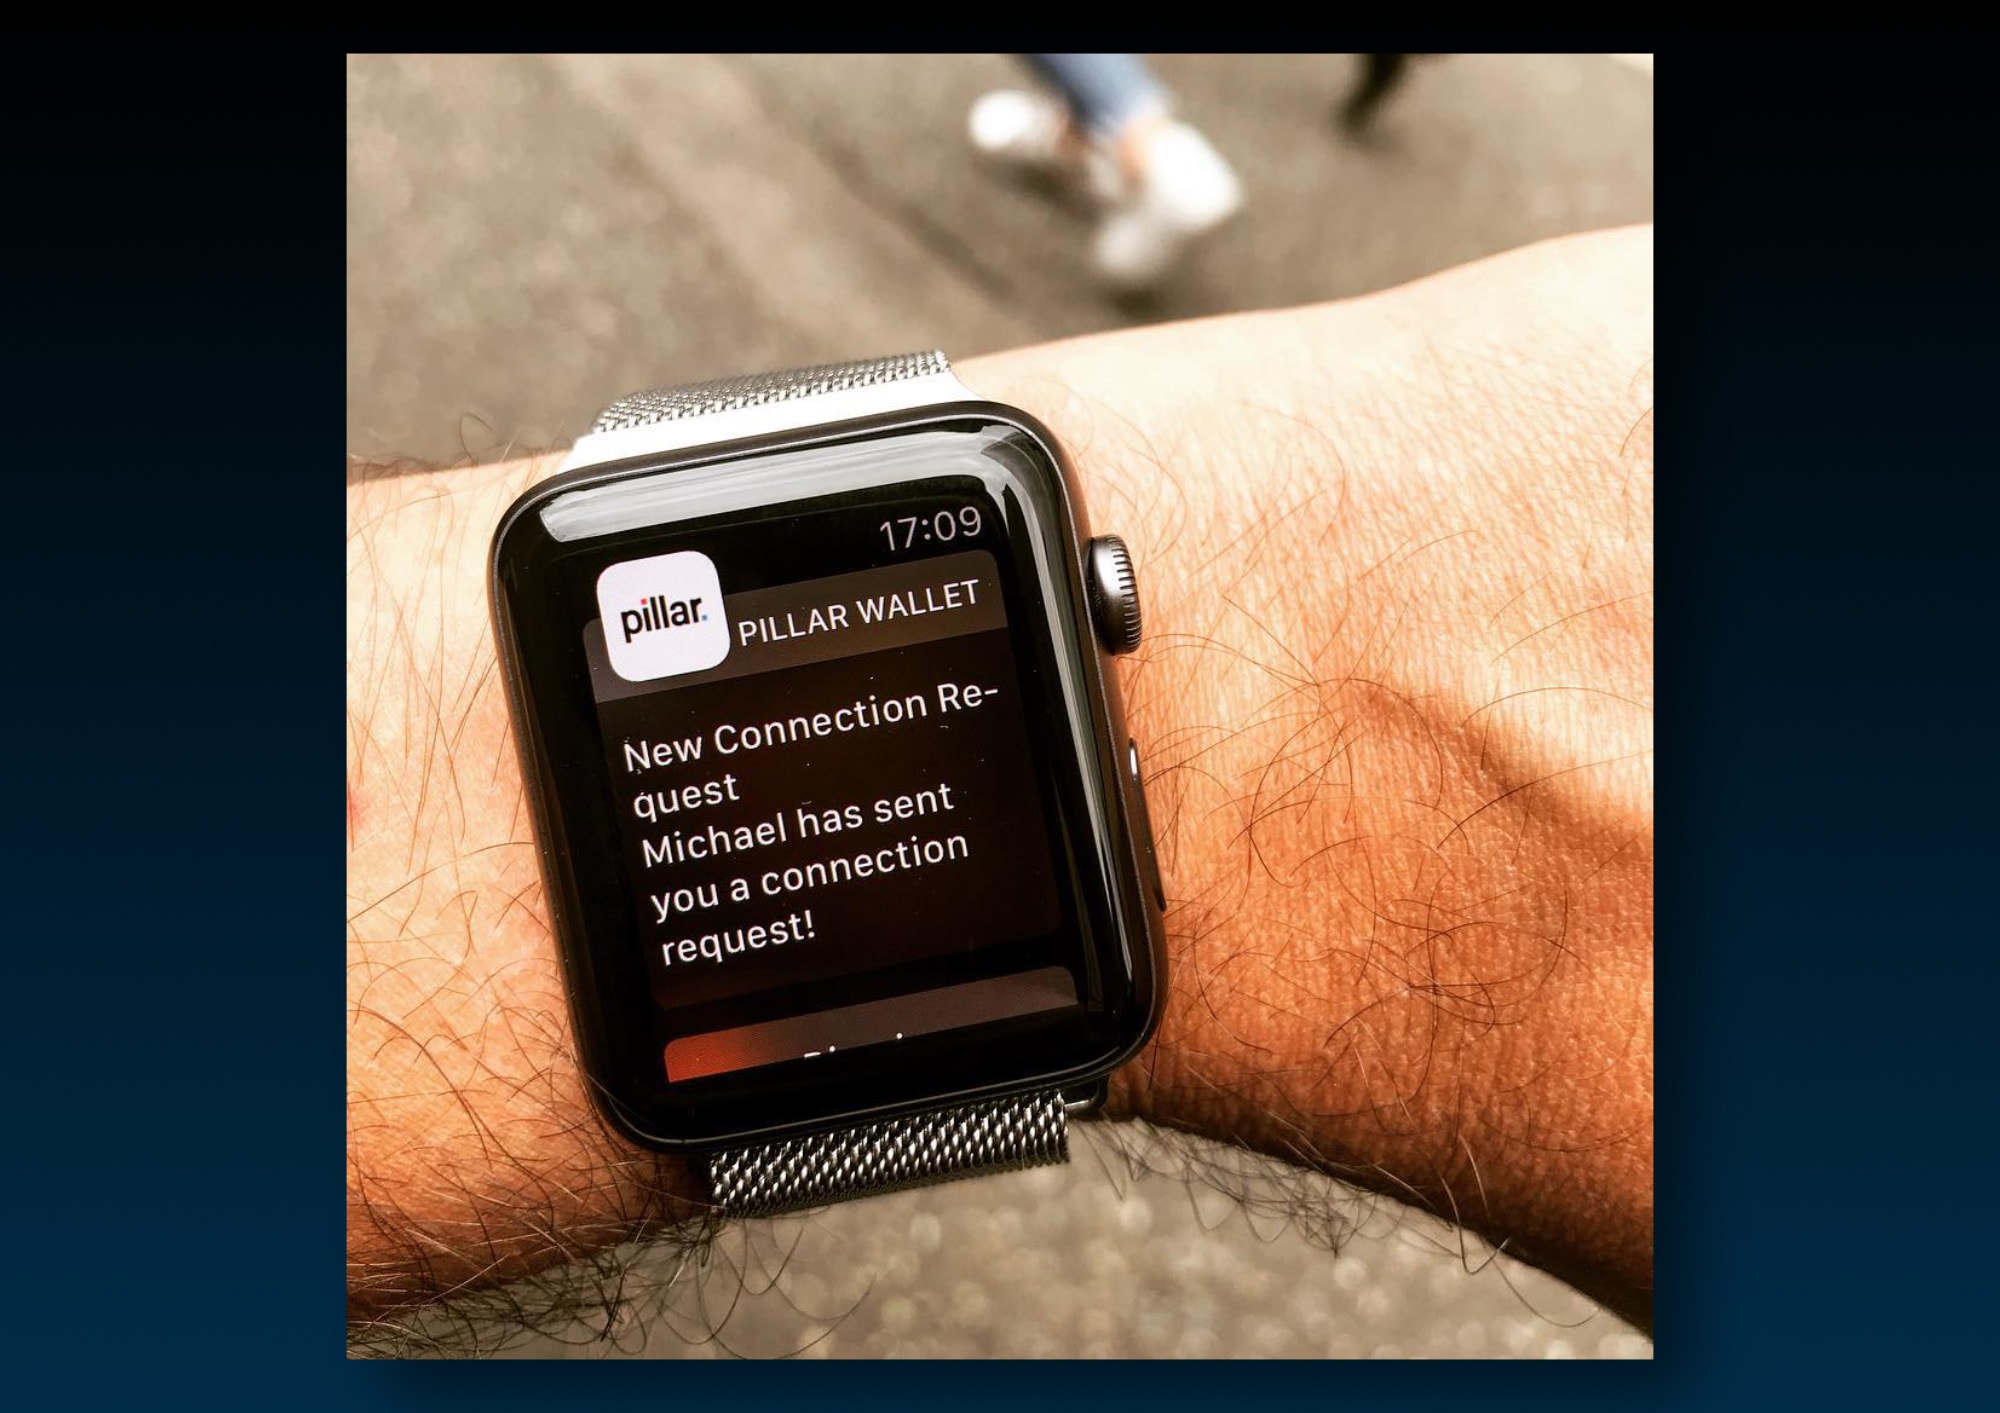 17:09
pillar.
PILLAR WALLET
New Connection Re-
quest
Michael has sent
you a connection
request!